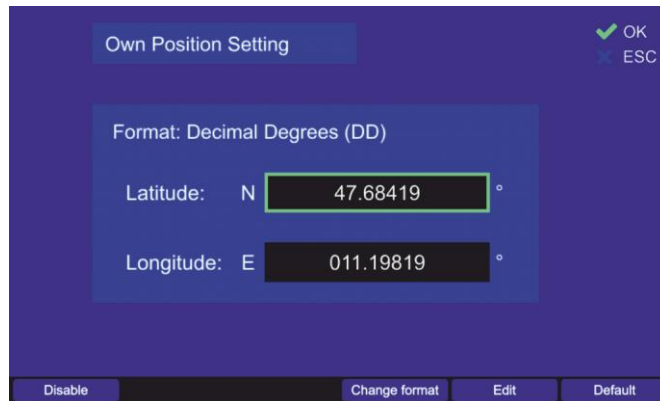 Own Position Setting
OK
ESC
Format: Decimal Degrees (DD)
Latitude: N 47.68419 °
Longitude: E 011.19819 °
Disable Change format Edit Default